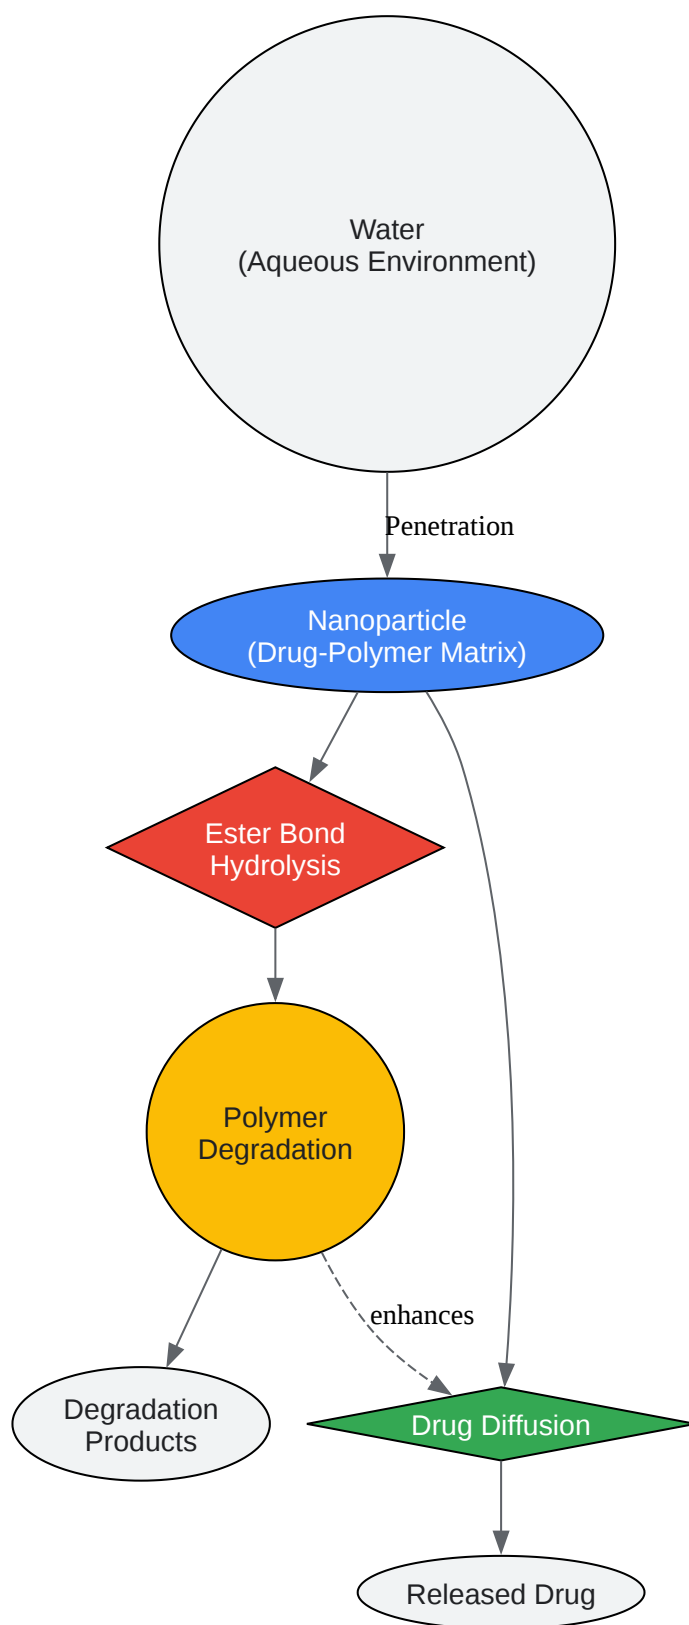 Water
(Aqueous Environment)
Penetration
Nanoparticle
(Drug-Polymer Matrix)
Ester Bond
Hydrolysis
Polymer
Degradation
enhances
Degradation
Products
Drug Diffusion
Released Drug